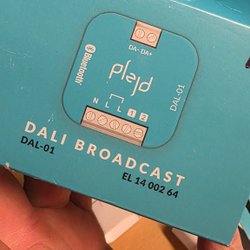 DA- DA+
Bluetooth
plejd
DAL-01
N L L 1 2
DALI BROADCAST
DAL-01
EL 14 002 64